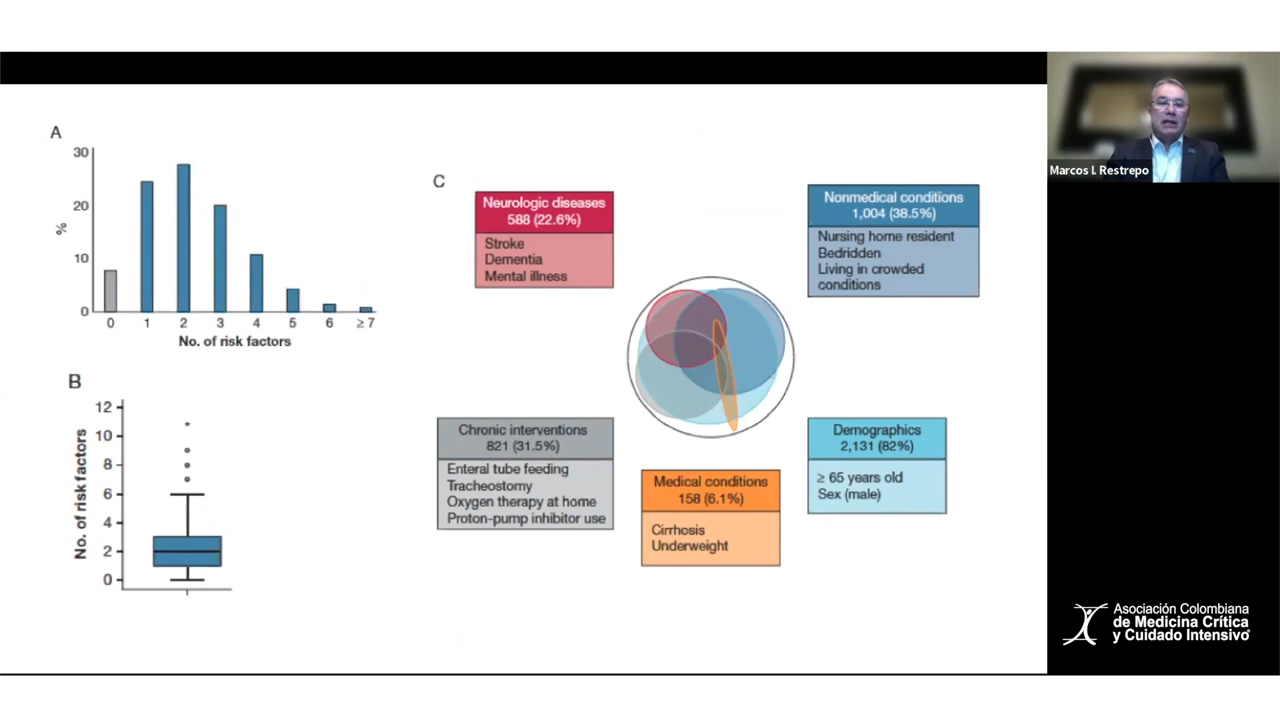 A
30
20
10
0
%
0 1 2 3 4 5 6 ≥ 7
No. of risk factors
B
12
10
8
6
4
2
0
No. of risk factors
*
C
Neurologic diseases
588 (22.6%)
Stroke
Dementia
Mental illness
Nonmedical conditions
1,004 (38.5%)
Nursing home resident
Bedridden
Living in crowded
conditions
Chronic interventions
821 (31.5%)
Enteral tube feeding
Tracheostomy
Oxygen therapy at home
Proton-pump inhibitor use
Medical conditions
158 (6.1%)
Cirrhosis
Underweight
Demographics
2,131 (82%)
≥ 65 years old
Sex (male)
Marcos I. Restrepo
Asociación Colombiana
de Medicina Crítica
y Cuidado Intensivo